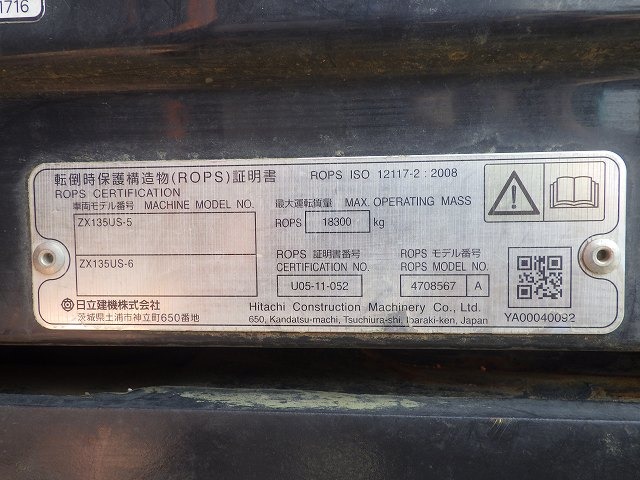 1716
転倒時保護構造物(ROPS)証明書 ROPS ISO 12117-2 : 2008
ROPS CERTIFICATION
車両モデル番号 MACHINE MODEL NO.
ZX135US-5
ZX135US-6
最大運転質量 MAX. OPERATING MASS
ROPS 18300 kg
ROPS 証明書番号
CERTIFICATION NO.
U05-11-052
ROPS モデル番号
ROPS MODEL NO.
4708567 A
日立建機株式会社
茨城県土浦市神立町650番地
Hitachi Construction Machinery Co., Ltd.
650, Kandatsu-machi, Tsuchiura-shi, Ibaraki-ken, Japan
YA00040092